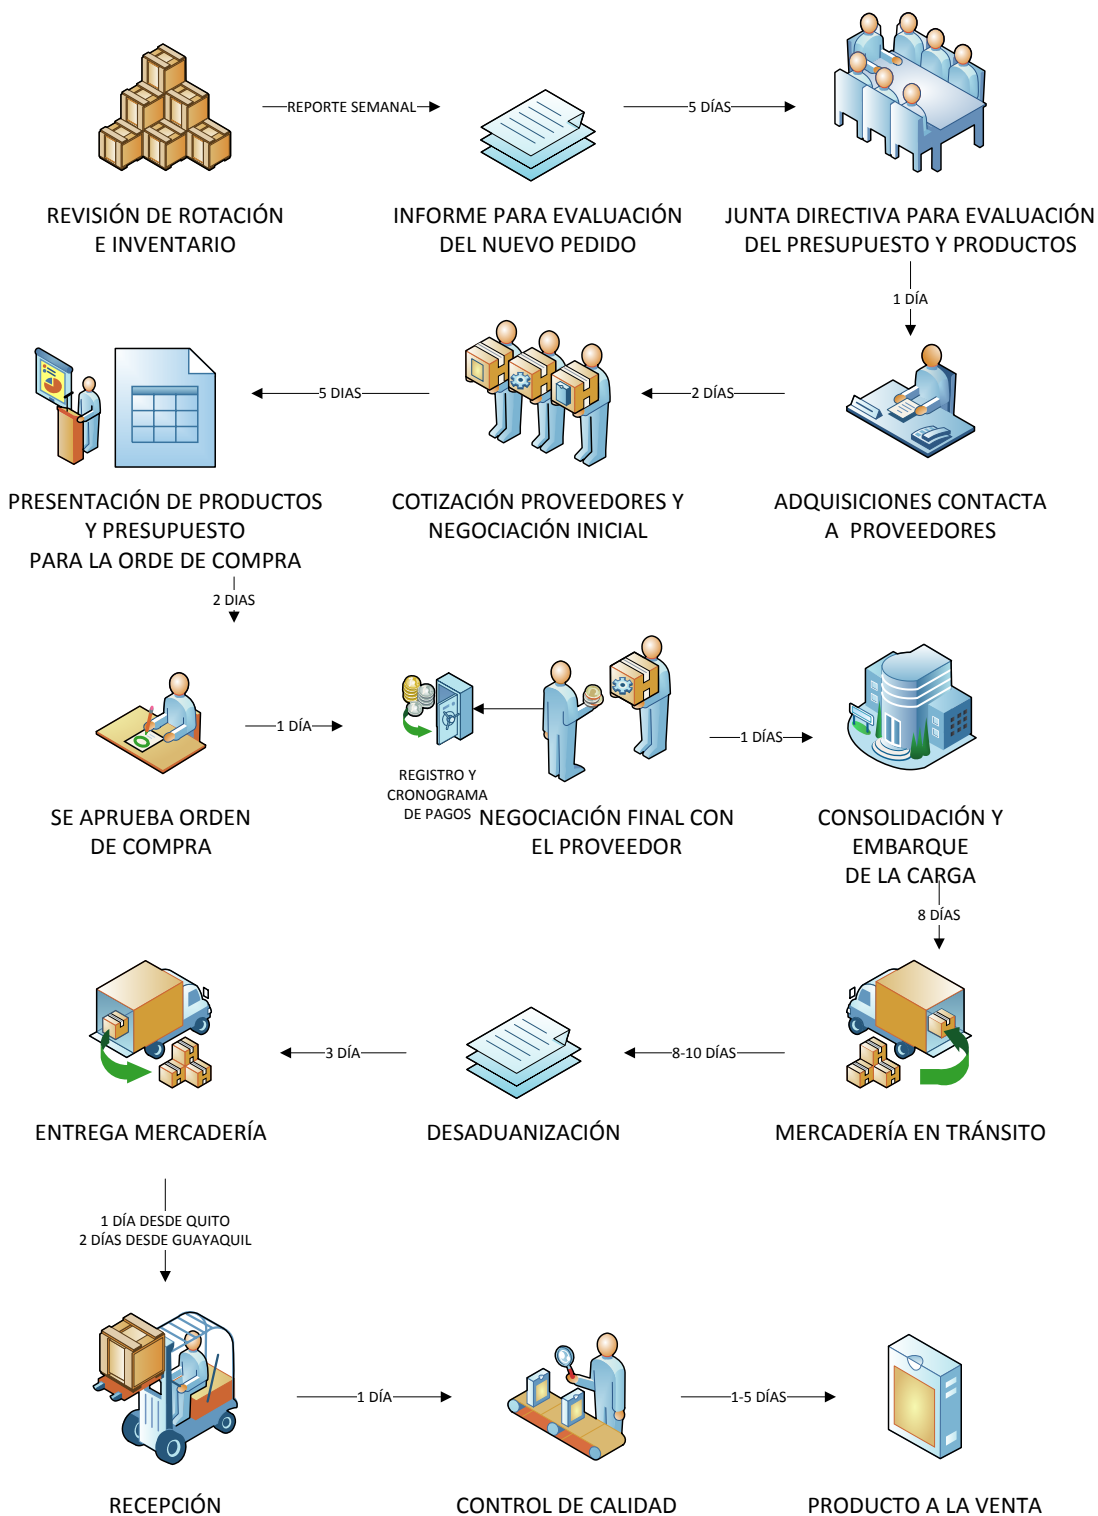 REPORTE SEMANAL
5 DÍAS
REVISIÓN DE ROTACIÓN
E INVENTARIO
INFORME PARA EVALUACIÓN
DEL NUEVO PEDIDO
JUNTA DIRECTIVA PARA EVALUACIÓN
DEL PRESUPUESTO Y PRODUCTOS
1 DÍA
5 DIAS
2 DÍAS
PRESENTACIÓN DE PRODUCTOS
Y PRESUPUESTO
PARA LA ORDE DE COMPRA
COTIZACIÓN PROVEEDORES Y
NEGOCIACIÓN INICIAL
ADQUISICIONES CONTACTA
A  PROVEEDORES
2 DIAS
1 DÍA
1 DÍAS
REGISTRO Y
CRONOGRAMA
DE PAGOS
SE APRUEBA ORDEN
DE COMPRA
NEGOCIACIÓN FINAL CON
EL PROVEEDOR
CONSOLIDACIÓN Y
EMBARQUE
DE LA CARGA
8 DÍAS
3 DÍA
8-10 DÍAS
ENTREGA MERCADERÍA
DESADUANIZACIÓN
MERCADERÍA EN TRÁNSITO
1 DÍA DESDE QUITO
2 DÍAS DESDE GUAYAQUIL
1 DÍA
1-5 DÍAS
RECEPCIÓN
CONTROL DE CALIDAD
PRODUCTO A LA VENTA